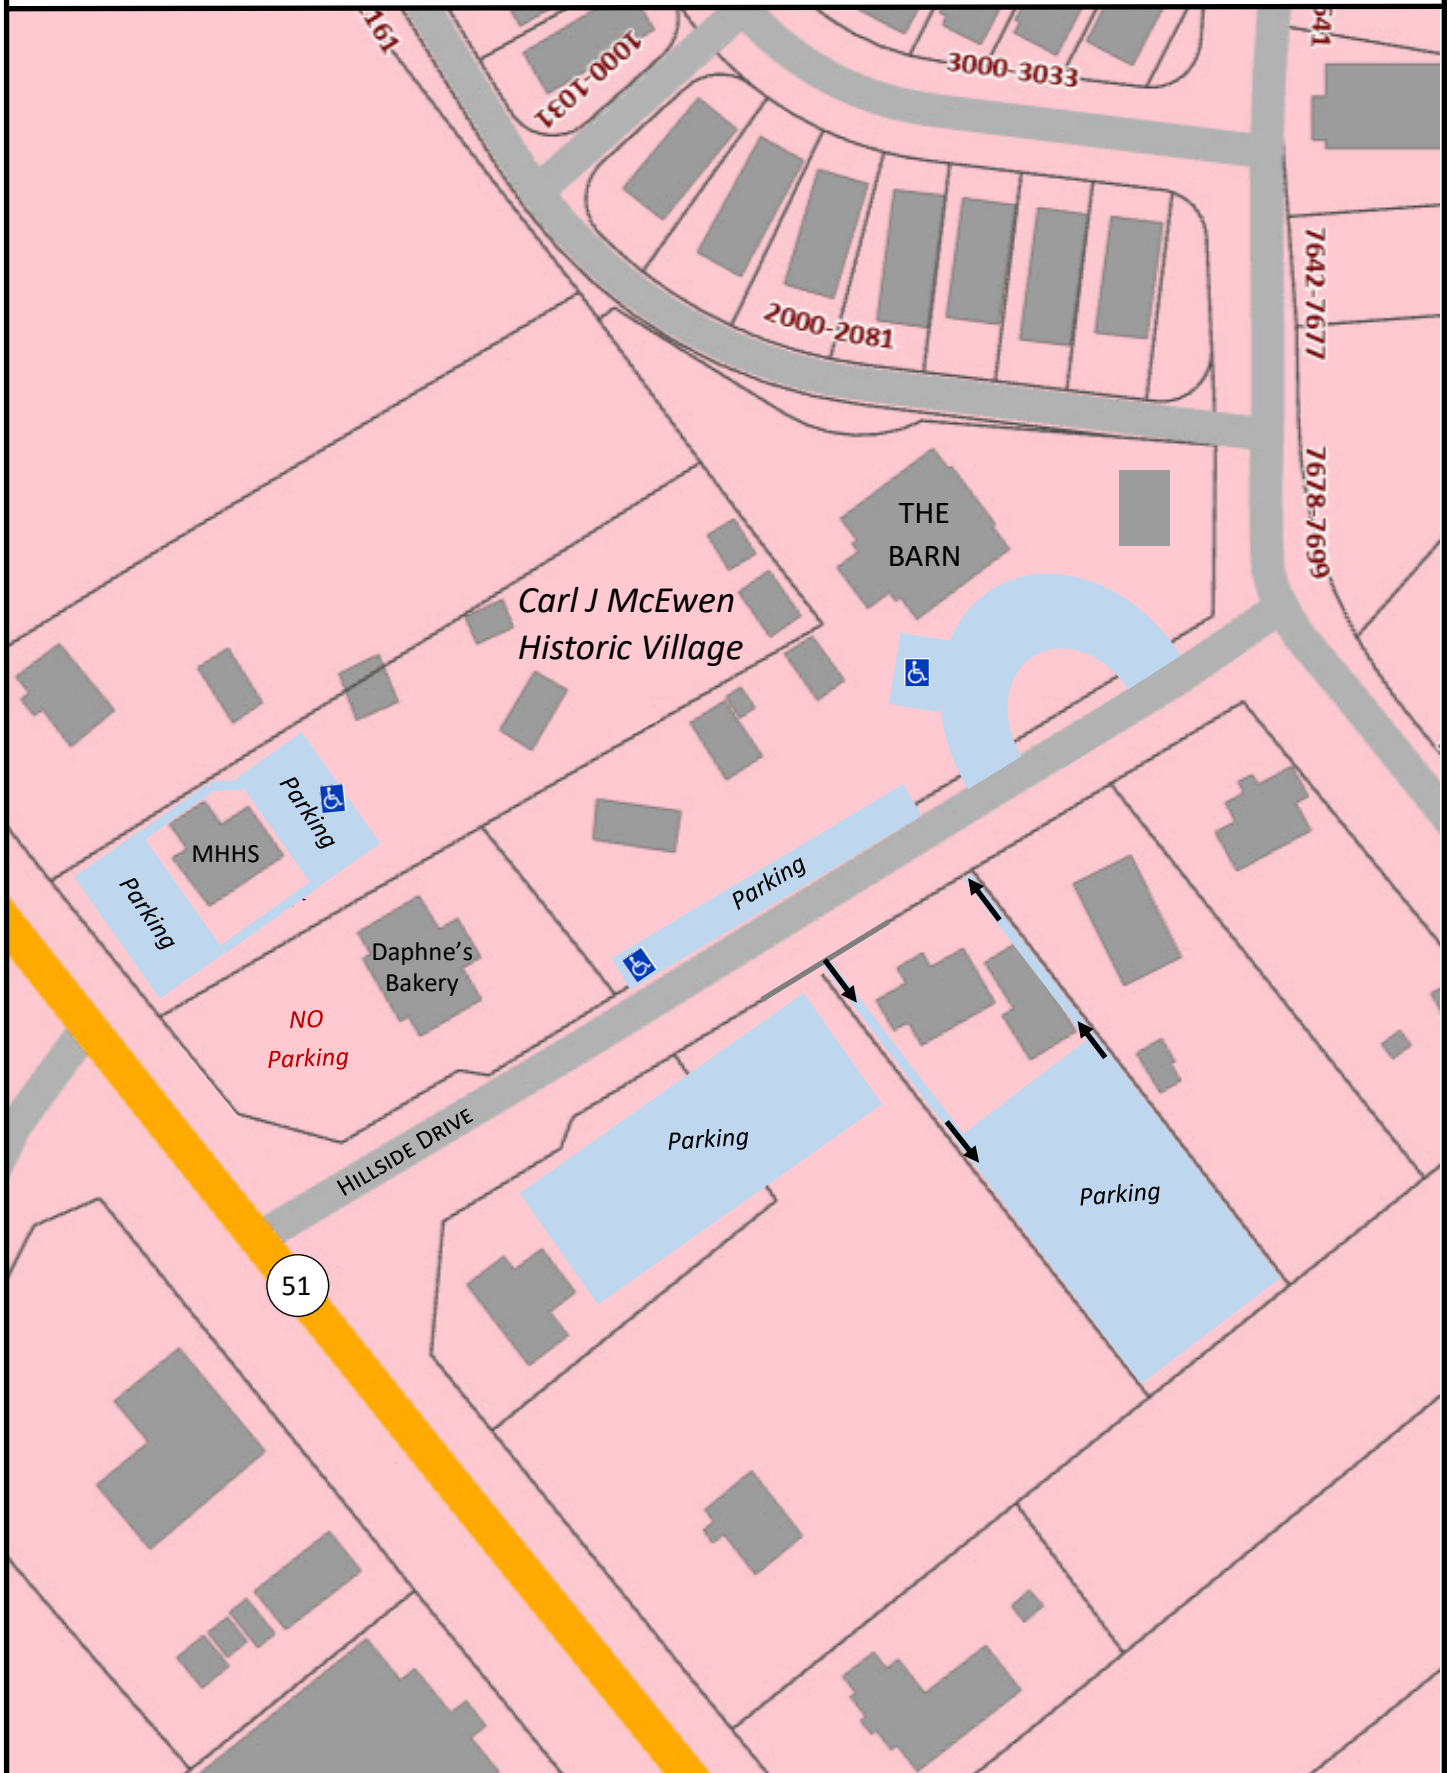 161
1000-1031
3000-3033
541
2000-2081
7642-7677
7678-7699
THE
BARN
Carl J McEwen
Historic Village
Parking
MHHS
Parking
Parking
Daphne's
Bakery
NO
Parking
HILLSIDE DRIVE
Parking
Parking
51